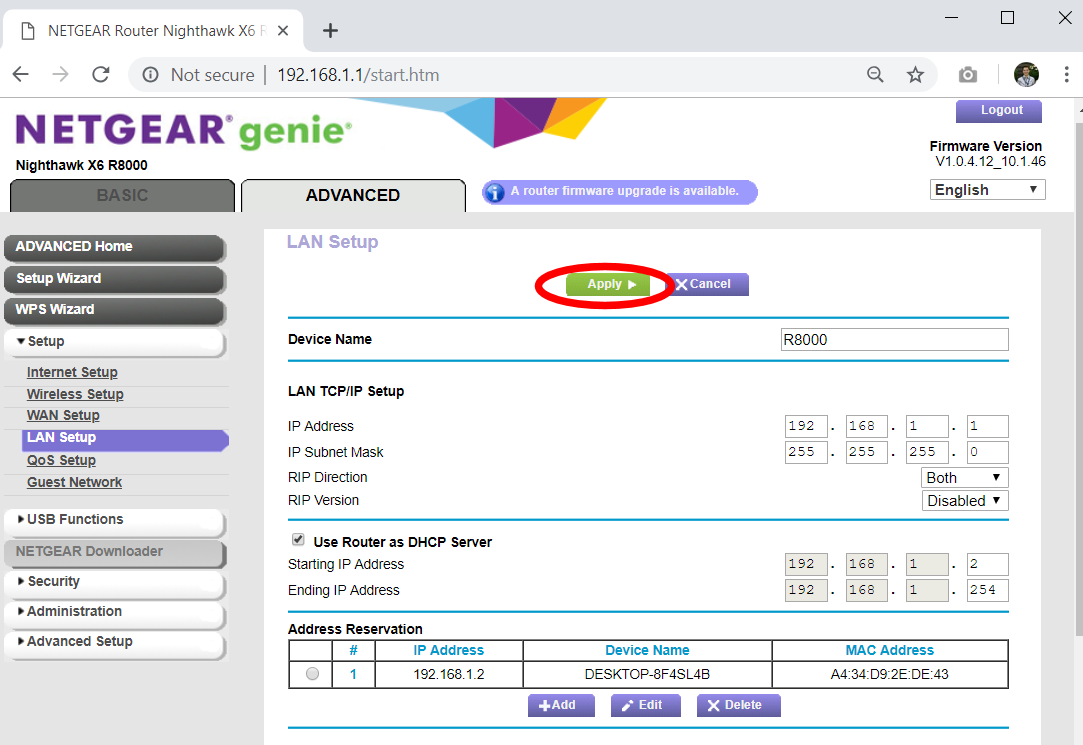 NETGEAR Router Nighthawk X6 R
Not secure | 192.168.1.1/start.htm
NETGEAR® genie®
Logout
Nighthawk X6 R8000
Firmware Version
V1.0.4.12_10.1.46
BASIC
ADVANCED
A router firmware upgrade is available.
English
ADVANCED Home
Setup Wizard
WPS Wizard
Setup
Internet Setup
Wireless Setup
WAN Setup
LAN Setup
QoS Setup
Guest Network
USB Functions
NETGEAR Downloader
Security
Administration
Advanced Setup
LAN Setup
Apply Cancel
Device Name R8000
LAN TCP/IP Setup
IP Address 192 . 168 . 1 . 1
IP Subnet Mask 255 . 255 . 255 . 0
RIP Direction Both
RIP Version Disabled
Use Router as DHCP Server
Starting IP Address 192 . 168 . 1 . 2
Ending IP Address 192 . 168 . 1 . 254
Address Reservation
# IP Address Device Name MAC Address
1 192.168.1.2 DESKTOP-8F4SL4B A4:34:D9:2E:DE:43
Add Edit Delete